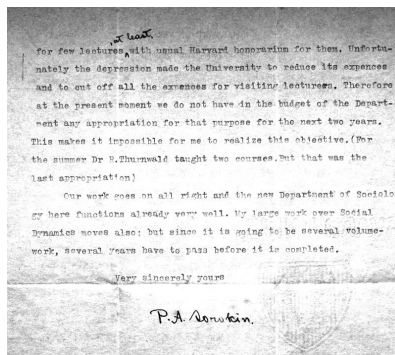 at least
for few lectures, with usual Harvard honorarium for them. Unfortu-
nately the depression made the University to reduce its expences
and to cut off all the expences for visiting lecturers. Therefore
at the present moment we do not have in the budget of the Depart-
ment any appropriation for that purpose for the next two years.
This makes it impossible for me to realize this objective.(For
the summer Dr R.Thurnwald taught two courses.But that was the
last appropriation)
Our work goes on all right and the new Department of Sociolo
gy here functions already very well. My large work over Social
Dynamics moves also; but since it is going to be several volume-
work, several years have to pass before it is completed.
Very sincerely yours
P.A. Sorokin.